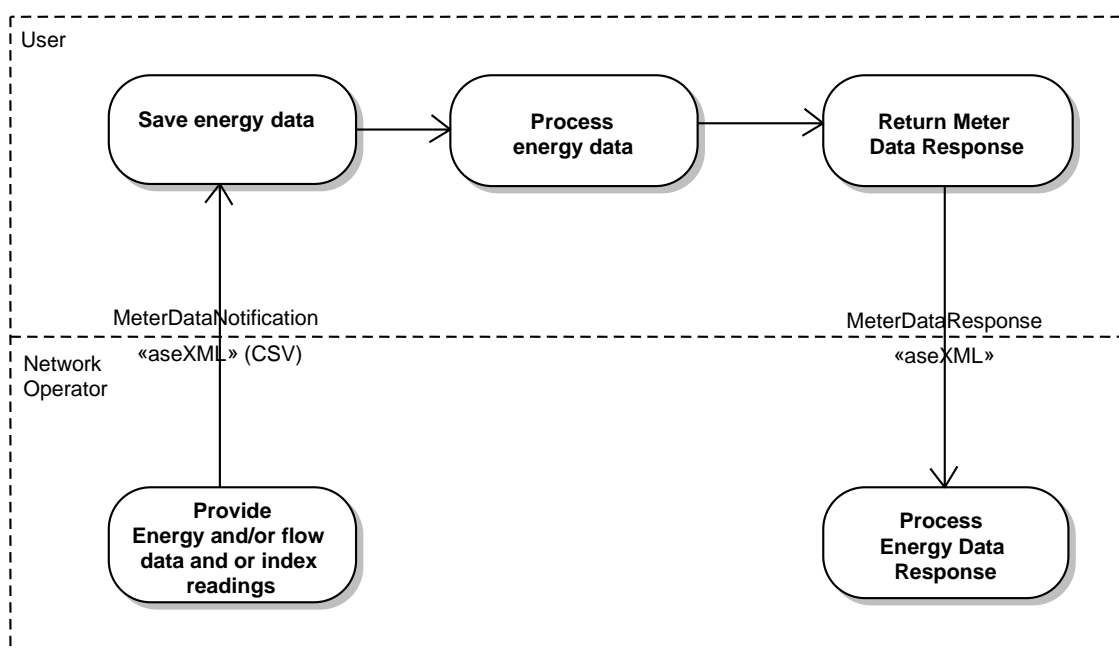 User
Save energy data
Process
energy data
Return Meter
Data Response
MeterDataNotification
«aseXML» (CSV)
MeterDataResponse
«aseXML»
Network
Operator
Provide
Energy and/or flow
data and or index
readings
Process
Energy Data
Response